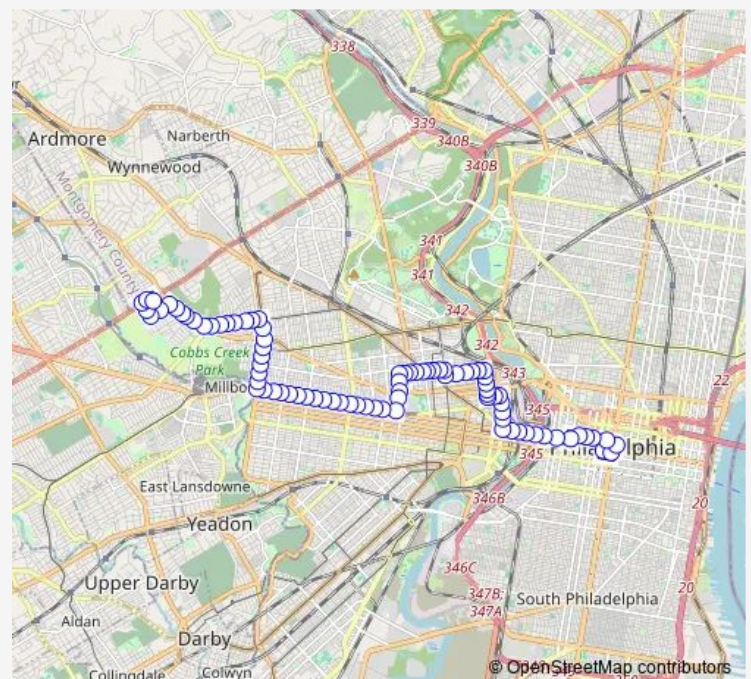 338
Ardmore
Narberth
339
Wynnewood
340B
340B
Montgomery County
341
341
342
342
Cobbs Creek
Park
343
Millbo
22
345
Phila
elphia
345
East Lansdowne
346B
20
Yeadon
346C
Upper Darby
347B;
347A
South Philadelphia
20
Aldan
Darby
Collingdale
Colwyn
© OpenStreetMap contributors